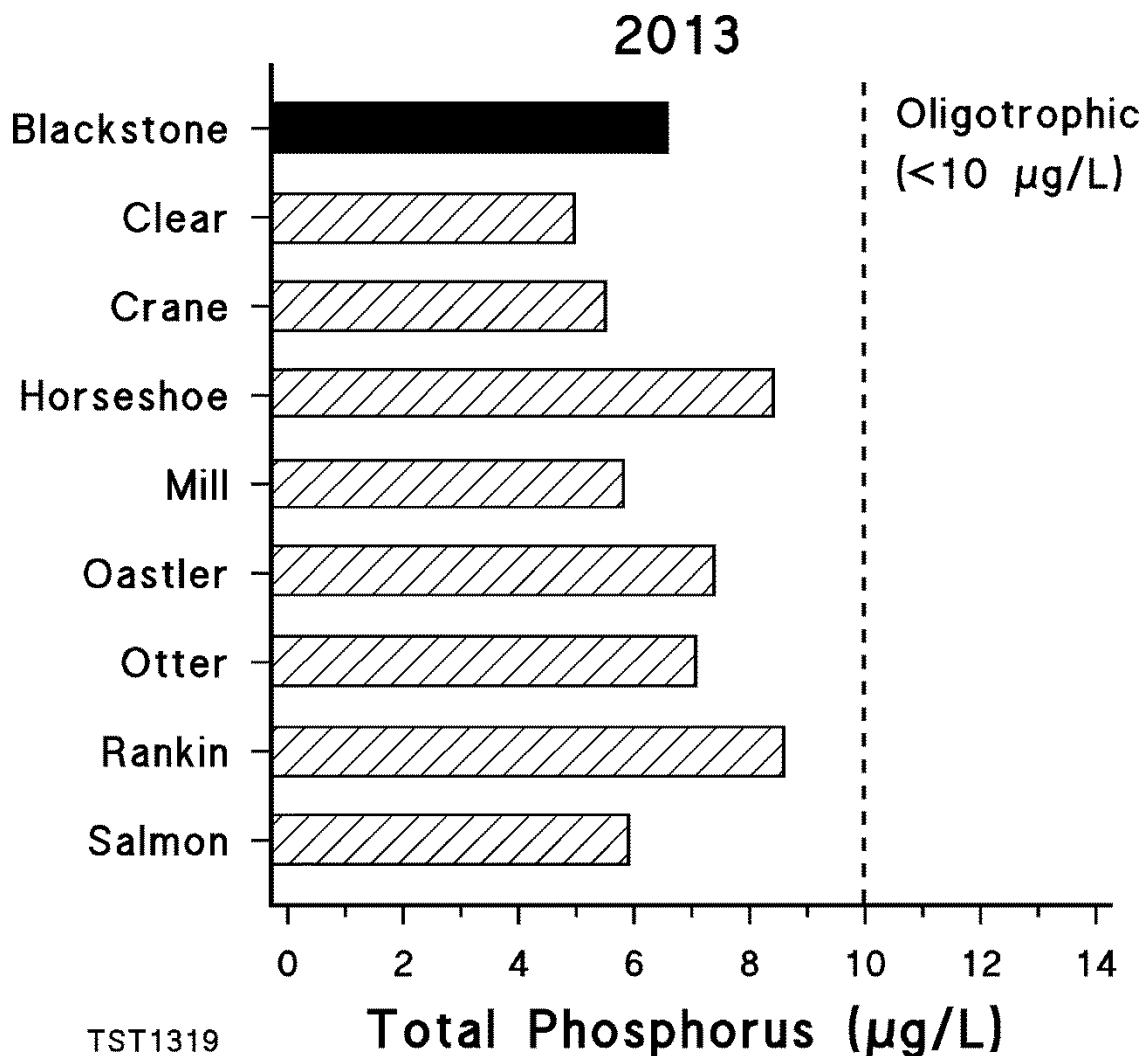 2013
Blackstone
Clear
Crane
Horseshoe
Mill
Oastler
Otter
Rankin
Salmon
Oligotrophic
(<10 µg/L)
0 2 4 6 8 10 12 14
Total Phosphorus (µg/L)
TST1319